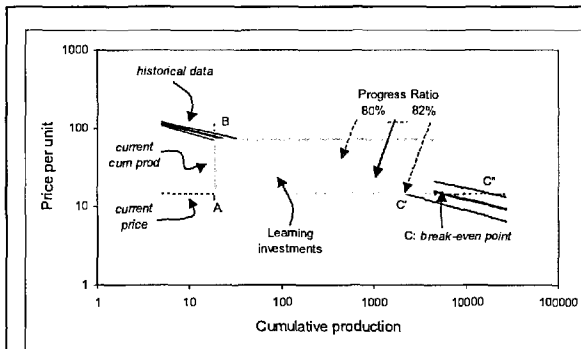 1000
historical data
B
Progress Ratio
80%
82%
100
current
cum prod
Price per unit
C"
C'
10
current
price
A
Learning
investments
C: break-even point
1
1
10
100
1000
10000
100000
Cumulative production